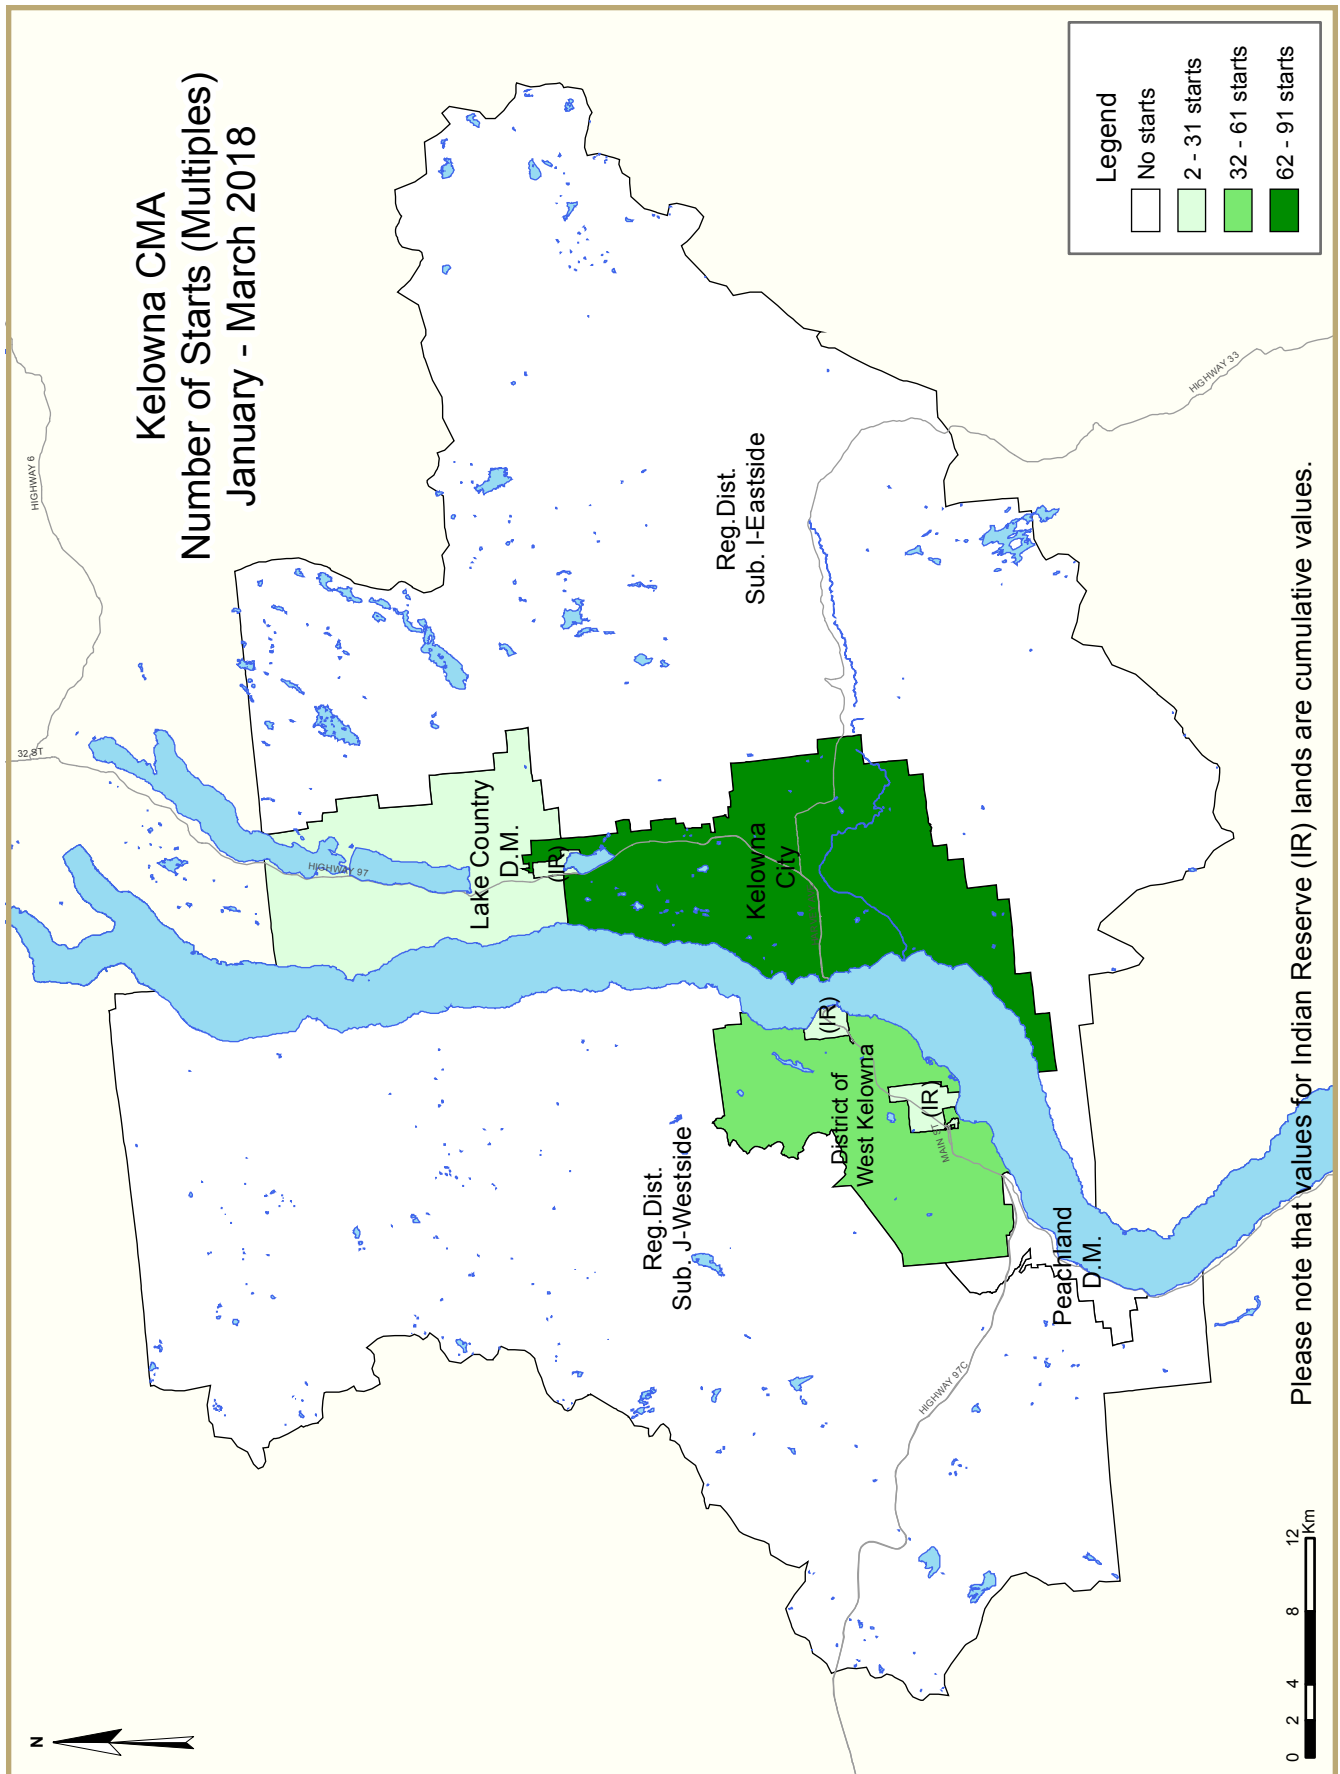 Kelowna CMA
Number of Starts (Multiples)
January - March 2018
N
HIGHWAY 6
32 ST
HIGHWAY 97
Lake Country
D.M.
(IR)
Reg.Dist.
Sub. I-Eastside
Kelowna
City
HIGHWAY 33
Reg.Dist.
Sub. J-Westside
(IR)
District of
West Kelowna
(IR)
MAIN ST
Peachland
D.M.
HIGHWAY 97C
Legend
No starts
2 - 31 starts
32 - 61 starts
62 - 91 starts
0 2 4 8 12
Km
Please note that values for Indian Reserve (IR) lands are cumulative values.